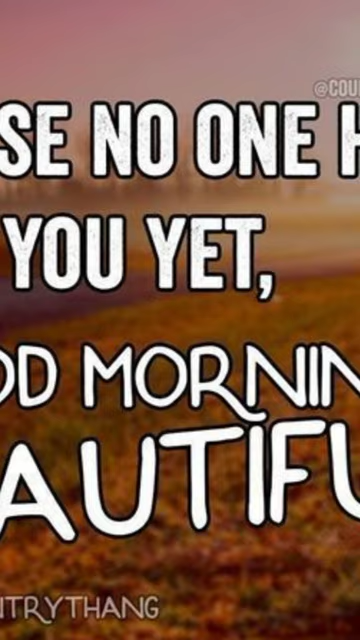 @COU
SE NO ONE H
YOU YET,
OD MORNIN
AUTIFU
NTRYTHANG